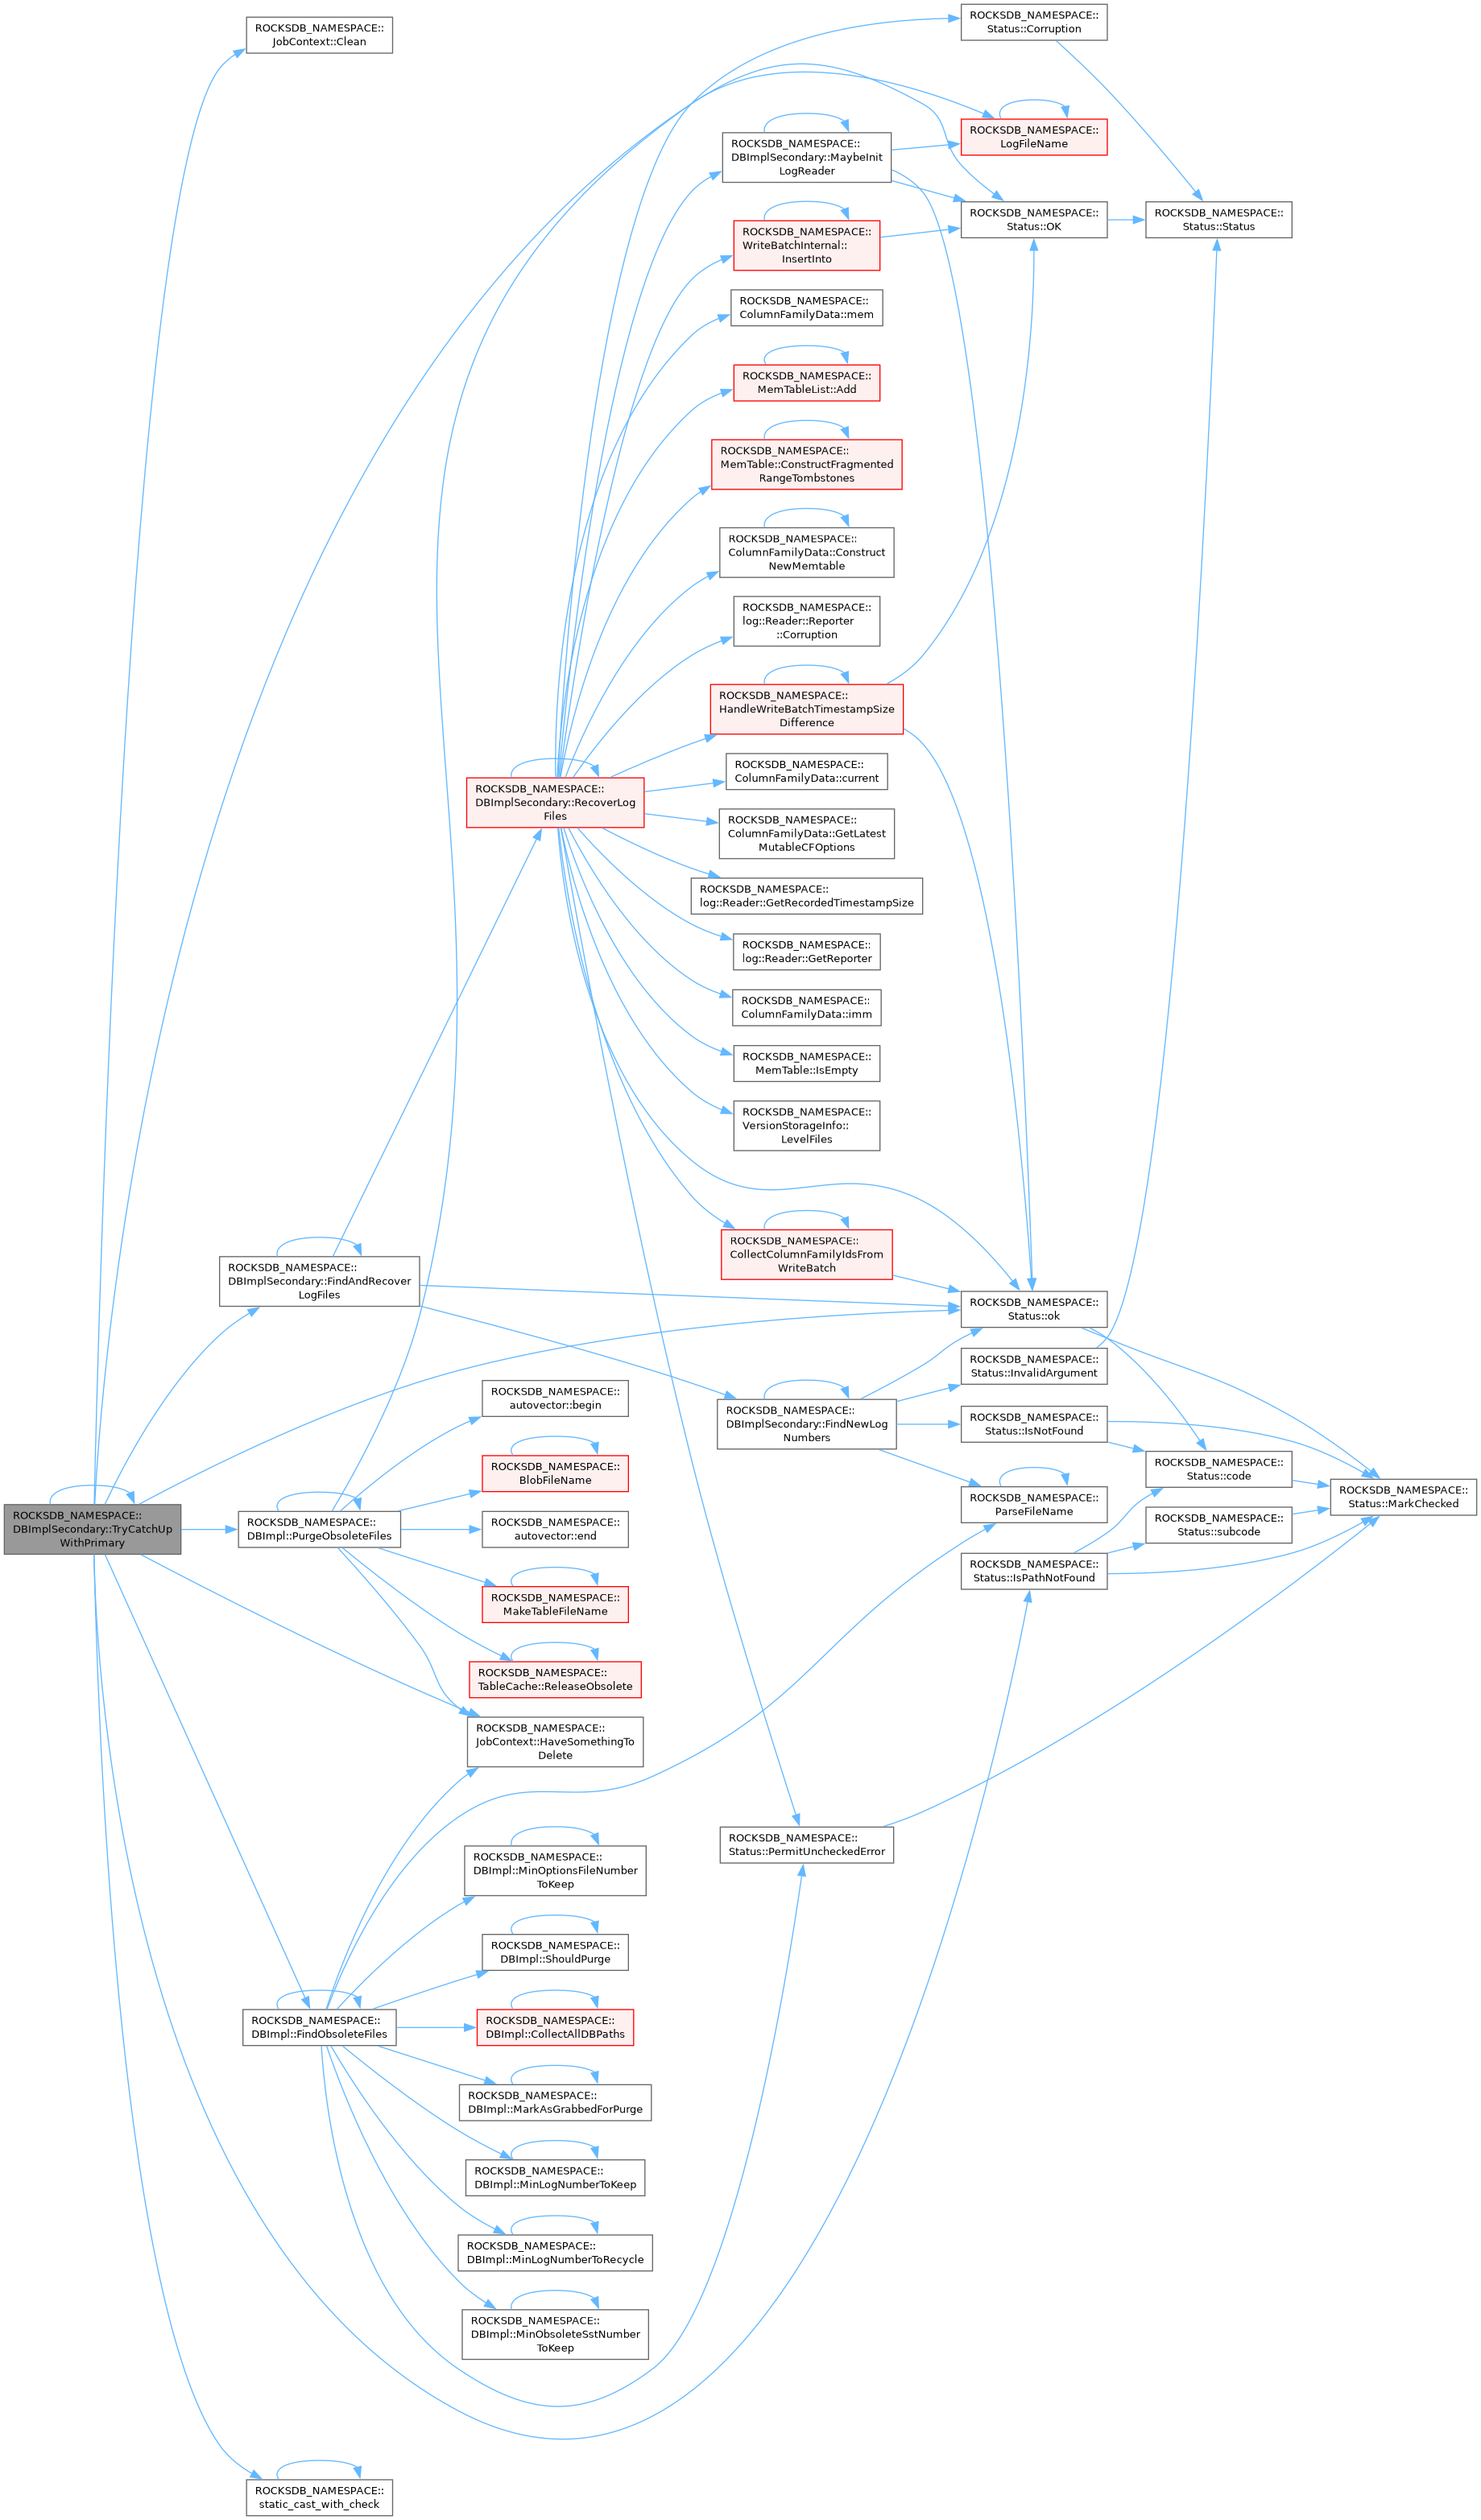 ROCKSDB_NAMESPACE::
DBImplSecondary::TryCatchUp
WithPrimary
ROCKSDB_NAMESPACE::
JobContext::Clean
ROCKSDB_NAMESPACE::
DBImplSecondary::FindAndRecover
LogFiles
ROCKSDB_NAMESPACE::
DBImpl::PurgeObsoleteFiles
ROCKSDB_NAMESPACE::
DBImpl::FindObsoleteFiles
ROCKSDB_NAMESPACE::
static_cast_with_check
ROCKSDB_NAMESPACE::
DBImplSecondary::RecoverLog
Files
ROCKSDB_NAMESPACE::
autovector::begin
ROCKSDB_NAMESPACE::
BlobFileName
ROCKSDB_NAMESPACE::
autovector::end
ROCKSDB_NAMESPACE::
MakeTableFileName
ROCKSDB_NAMESPACE::
TableCache::ReleaseObsolete
ROCKSDB_NAMESPACE::
JobContext::HaveSomethingTo
Delete
ROCKSDB_NAMESPACE::
DBImpl::MinOptionsFileNumber
ToKeep
ROCKSDB_NAMESPACE::
DBImpl::ShouldPurge
ROCKSDB_NAMESPACE::
DBImpl::CollectAllDBPaths
ROCKSDB_NAMESPACE::
DBImpl::MarkAsGrabbedForPurge
ROCKSDB_NAMESPACE::
DBImpl::MinLogNumberToKeep
ROCKSDB_NAMESPACE::
DBImpl::MinLogNumberToRecycle
ROCKSDB_NAMESPACE::
DBImpl::MinObsoleteSstNumber
ToKeep
ROCKSDB_NAMESPACE::
DBImplSecondary::MaybeInit
LogReader
ROCKSDB_NAMESPACE::
WriteBatchInternal::
InsertInto
ROCKSDB_NAMESPACE::
ColumnFamilyData::mem
ROCKSDB_NAMESPACE::
MemTableList::Add
ROCKSDB_NAMESPACE::
MemTable::ConstructFragmented
RangeTombstones
ROCKSDB_NAMESPACE::
ColumnFamilyData::Construct
NewMemtable
ROCKSDB_NAMESPACE::
log::Reader::Reporter
::Corruption
ROCKSDB_NAMESPACE::
HandleWriteBatchTimestampSize
Difference
ROCKSDB_NAMESPACE::
ColumnFamilyData::current
ROCKSDB_NAMESPACE::
ColumnFamilyData::GetLatest
MutableCFOptions
ROCKSDB_NAMESPACE::
log::Reader::GetRecordedTimestampSize
ROCKSDB_NAMESPACE::
log::Reader::GetReporter
ROCKSDB_NAMESPACE::
ColumnFamilyData::imm
ROCKSDB_NAMESPACE::
MemTable::IsEmpty
ROCKSDB_NAMESPACE::
VersionStorageInfo::
LevelFiles
ROCKSDB_NAMESPACE::
CollectColumnFamilyIdsFrom
WriteBatch
ROCKSDB_NAMESPACE::
DBImplSecondary::FindNewLog
Numbers
ROCKSDB_NAMESPACE::
Status::PermitUncheckedError
ROCKSDB_NAMESPACE::
Status::Corruption
ROCKSDB_NAMESPACE::
LogFileName
ROCKSDB_NAMESPACE::
Status::OK
ROCKSDB_NAMESPACE::
Status::ok
ROCKSDB_NAMESPACE::
Status::InvalidArgument
ROCKSDB_NAMESPACE::
Status::IsNotFound
ROCKSDB_NAMESPACE::
ParseFileName
ROCKSDB_NAMESPACE::
Status::IsPathNotFound
ROCKSDB_NAMESPACE::
Status::Status
ROCKSDB_NAMESPACE::
Status::code
ROCKSDB_NAMESPACE::
Status::subcode
ROCKSDB_NAMESPACE::
Status::MarkChecked